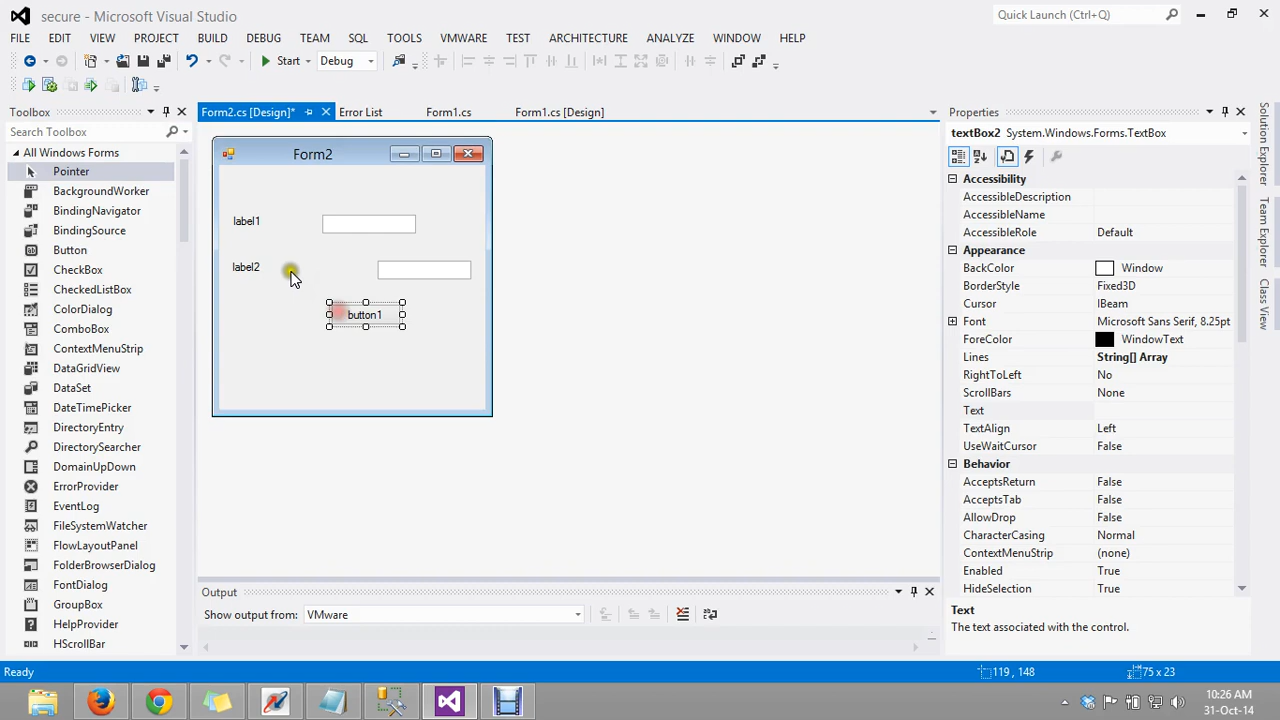 secure - Microsoft Visual Studio
Quick Launch (Ctrl+Q)
FILE EDIT VIEW PROJECT BUILD DEBUG TEAM SQL TOOLS VMWARE TEST ARCHITECTURE ANALYZE WINDOW HELP
Start Debug
Toolbox
Form2.cs [Design]* Error List Form1.cs Form1.cs [Design]
Properties
Search Toolbox
textBox2 System.Windows.Forms.TextBox
All Windows Forms
Pointer
BackgroundWorker
BindingNavigator
BindingSource
Button
CheckBox
CheckedListBox
ColorDialog
ComboBox
ContextMenuStrip
DataGridView
DataSet
DateTimePicker
DirectoryEntry
DirectorySearcher
DomainUpDown
ErrorProvider
EventLog
FileSystemWatcher
FlowLayoutPanel
FolderBrowserDialog
FontDialog
GroupBox
HelpProvider
HScrollBar
Form2
label1
label2
button1
Accessibility
AccessibleDescription
AccessibleName
AccessibleRole Default
Appearance
BackColor Window
BorderStyle Fixed3D
Cursor IBeam
Font Microsoft Sans Serif, 8.25pt
ForeColor WindowText
Lines String[] Array
RightToLeft No
ScrollBars None
Text
TextAlign Left
UseWaitCursor False
Behavior
AcceptsReturn False
AcceptsTab False
AllowDrop False
CharacterCasing Normal
ContextMenuStrip (none)
Enabled True
HideSelection True
Text
The text associated with the control.
Solution Explorer
Team Explorer
Class View
Output
Show output from: VMware
Ready
119 , 148
75 x 23
10:26 AM
31-Oct-14